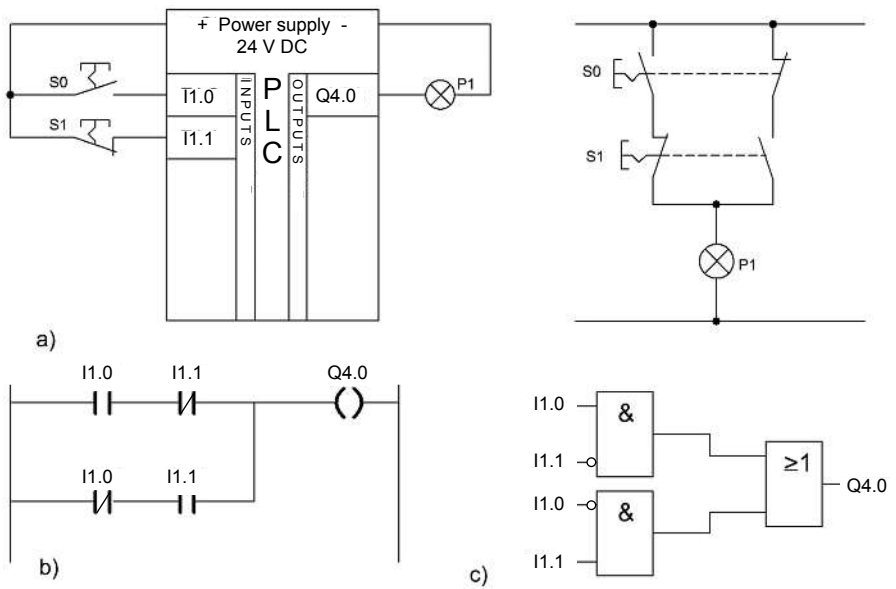 + Power supply -
24 V DC
S0
I1.0
S1
I1.1
INPUTS
PLC
OUTPUTS
Q4.0
P1
a)
S0
S1
P1
I1.0 I1.1 Q4.0
I1.0 I1.1
b)
I1.0
&
I1.1
I1.0
&
I1.1
≥1
Q4.0
c)